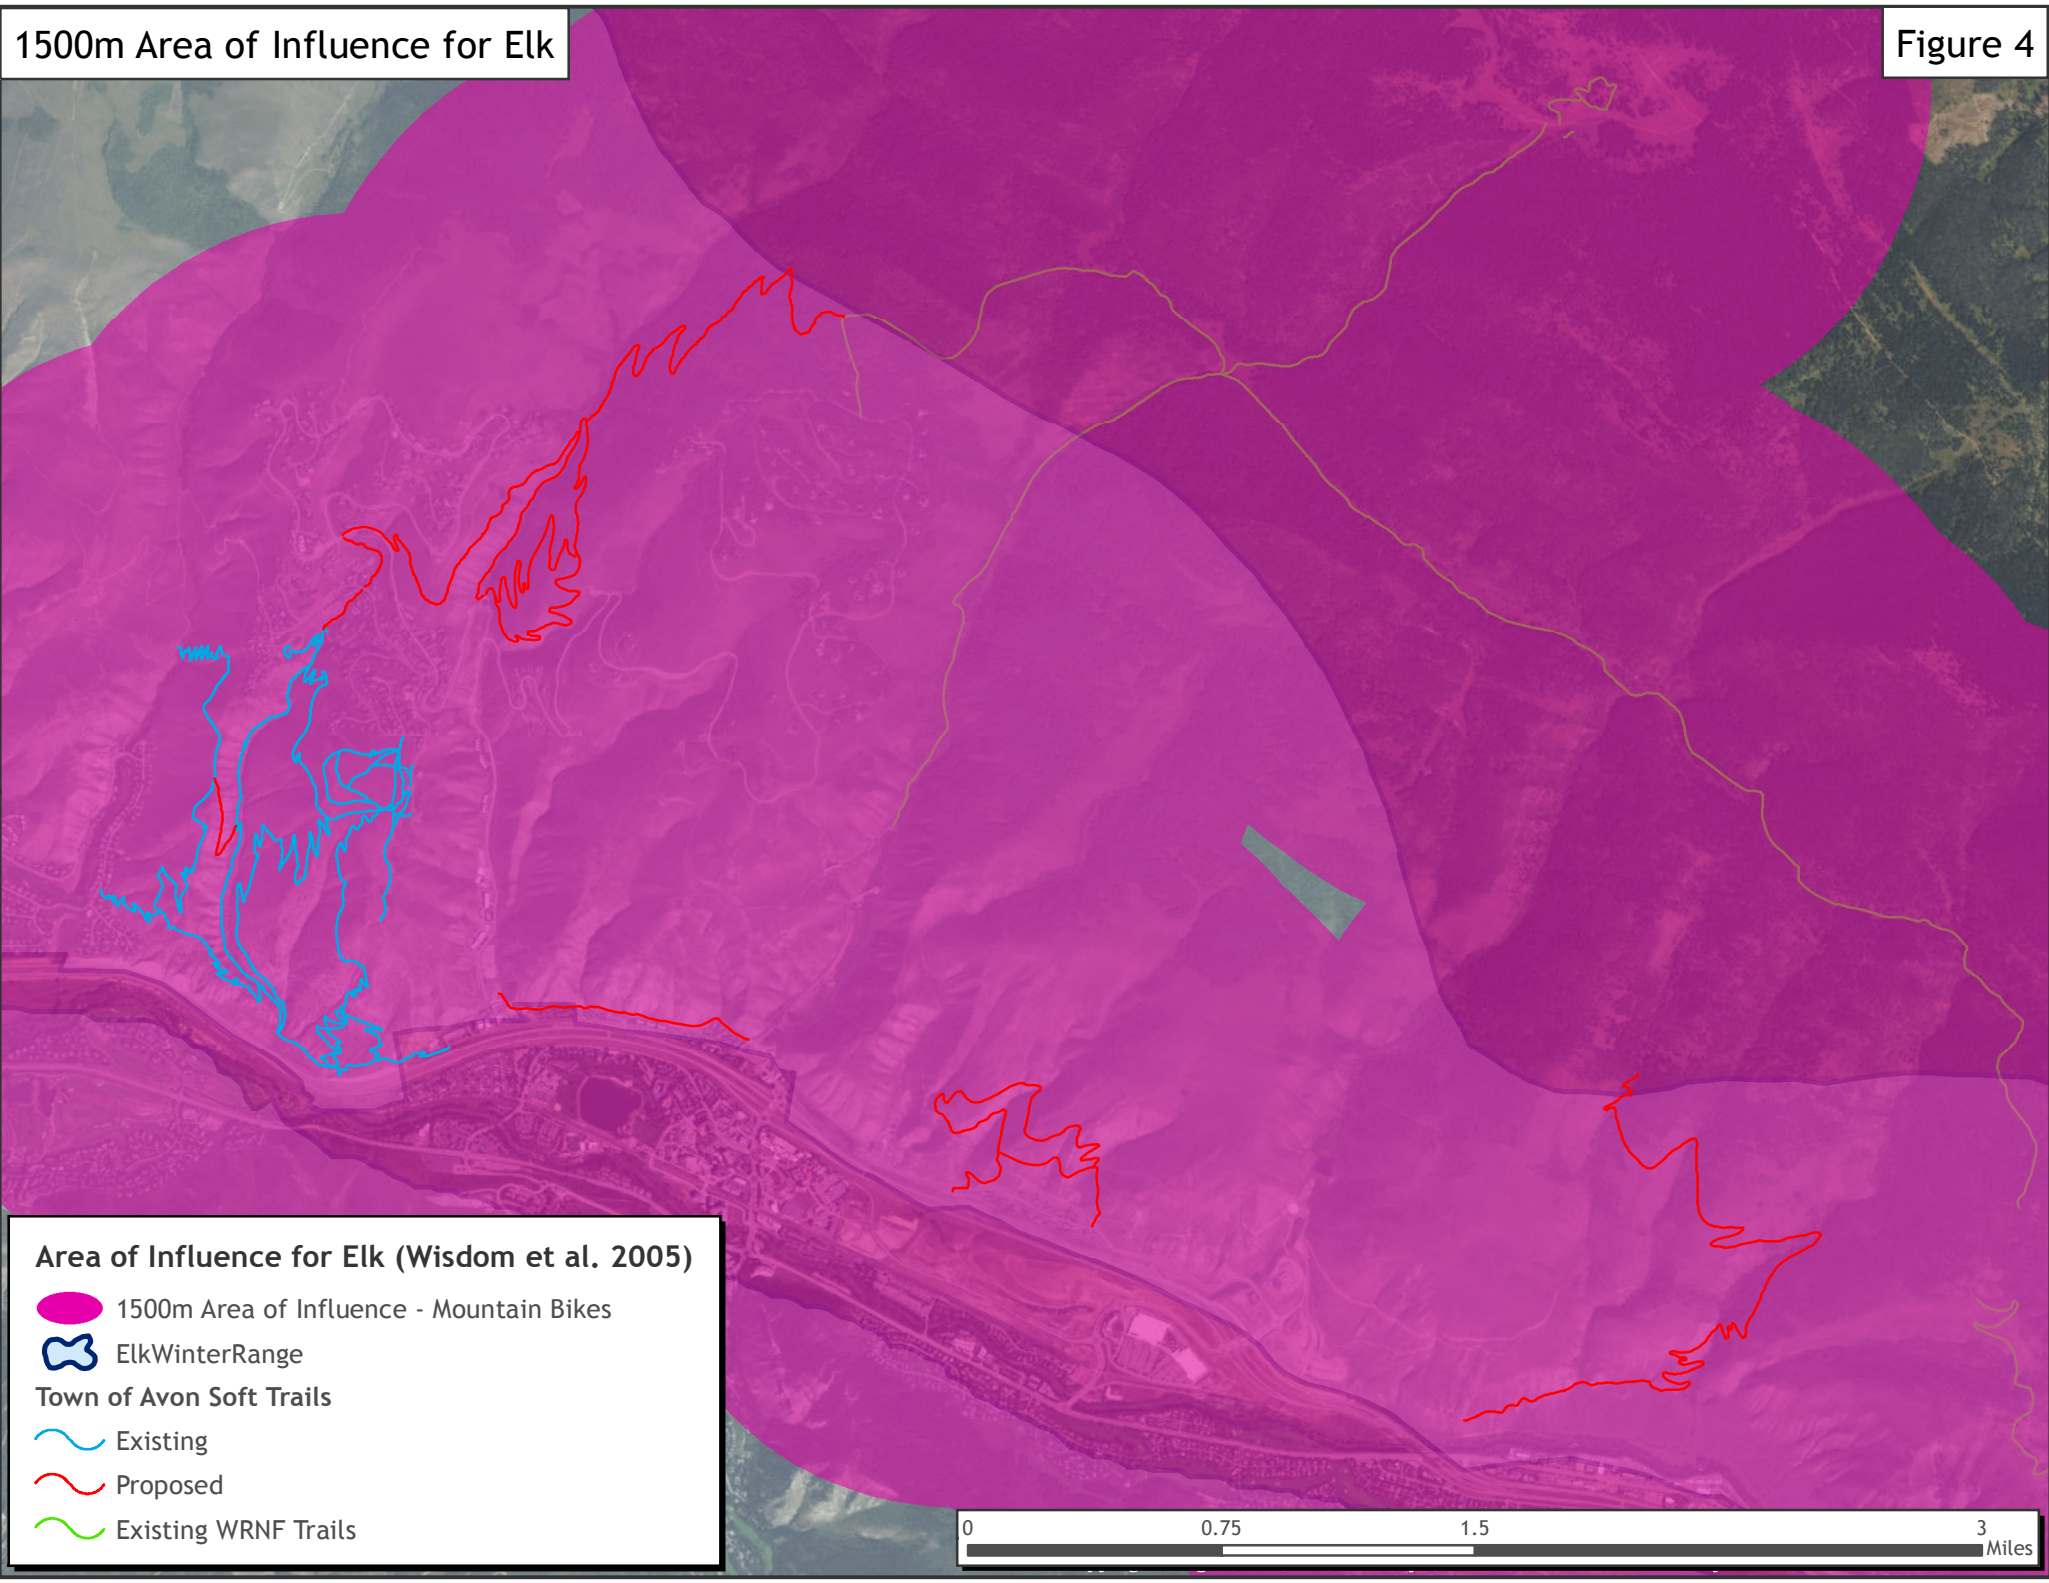 1500m Area of Influence for Elk
Figure 4
Area of Influence for Elk (Wisdom et al. 2005)
1500m Area of Influence - Mountain Bikes
ElkWinterRange
Town of Avon Soft Trails
Existing
Proposed
Existing WRNF Trails
0 0.75 1.5 3
Miles